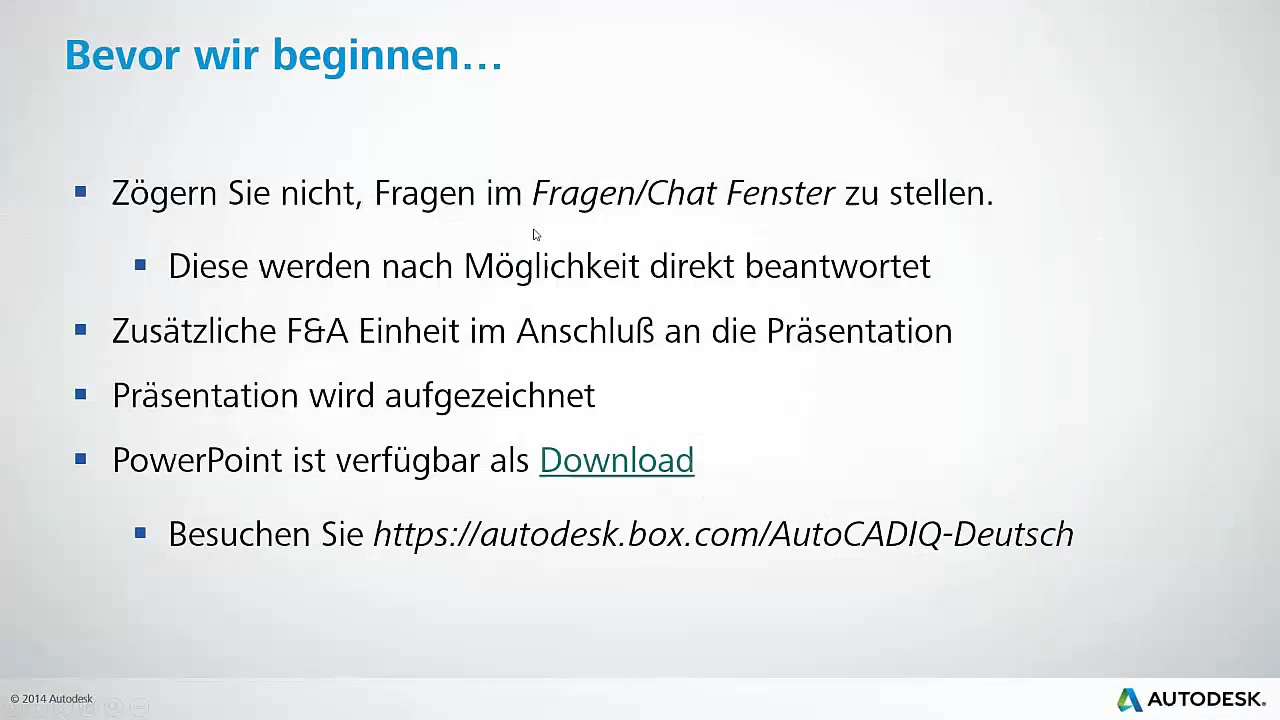 Bevor wir beginnen…
Zögern Sie nicht, Fragen im Fragen/Chat Fenster zu stellen.
Diese werden nach Möglichkeit direkt beantwortet
Zusätzliche F&A Einheit im Anschluß an die Präsentation
Präsentation wird aufgezeichnet
PowerPoint ist verfügbar als Download
Besuchen Sie https://autodesk.box.com/AutoCADIQ-Deutsch
© 2014 Autodesk
AUTODESK.